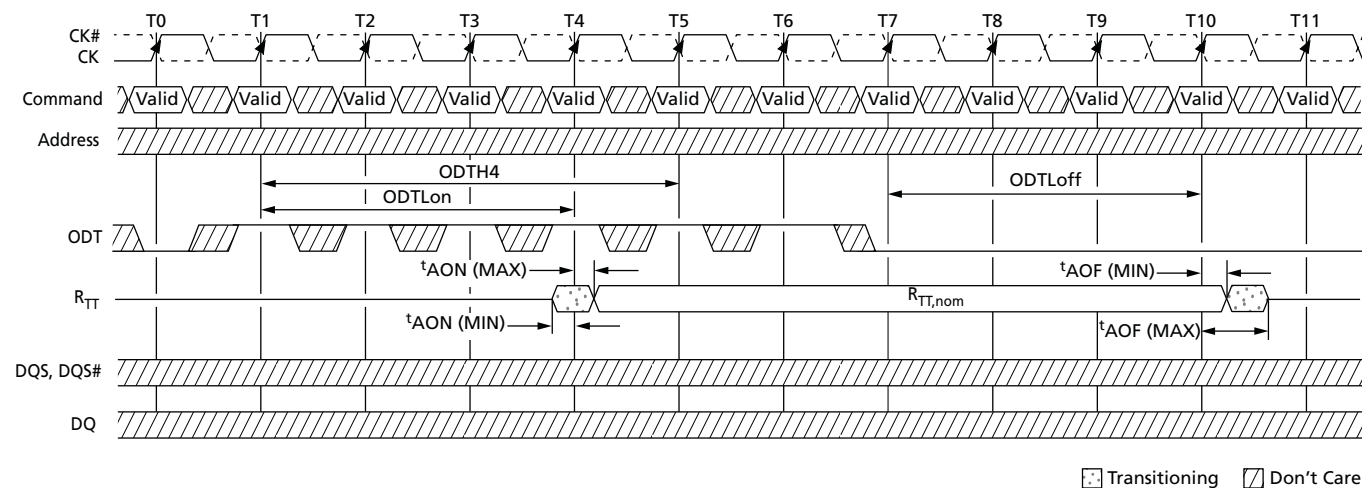 T0 T1 T2 T3 T4 T5 T6 T7 T8 T9 T10 T11
CK#
CK
Command Valid Valid Valid Valid Valid Valid Valid Valid Valid Valid Valid Valid
Address
ODTH4
ODTLoff
ODTLon
ODT
tAON (MAX) tAOF (MIN)
RTT RTT,nom
tAON (MIN) tAOF (MAX)
DQS, DQS#
DQ
Transitioning Don't Care